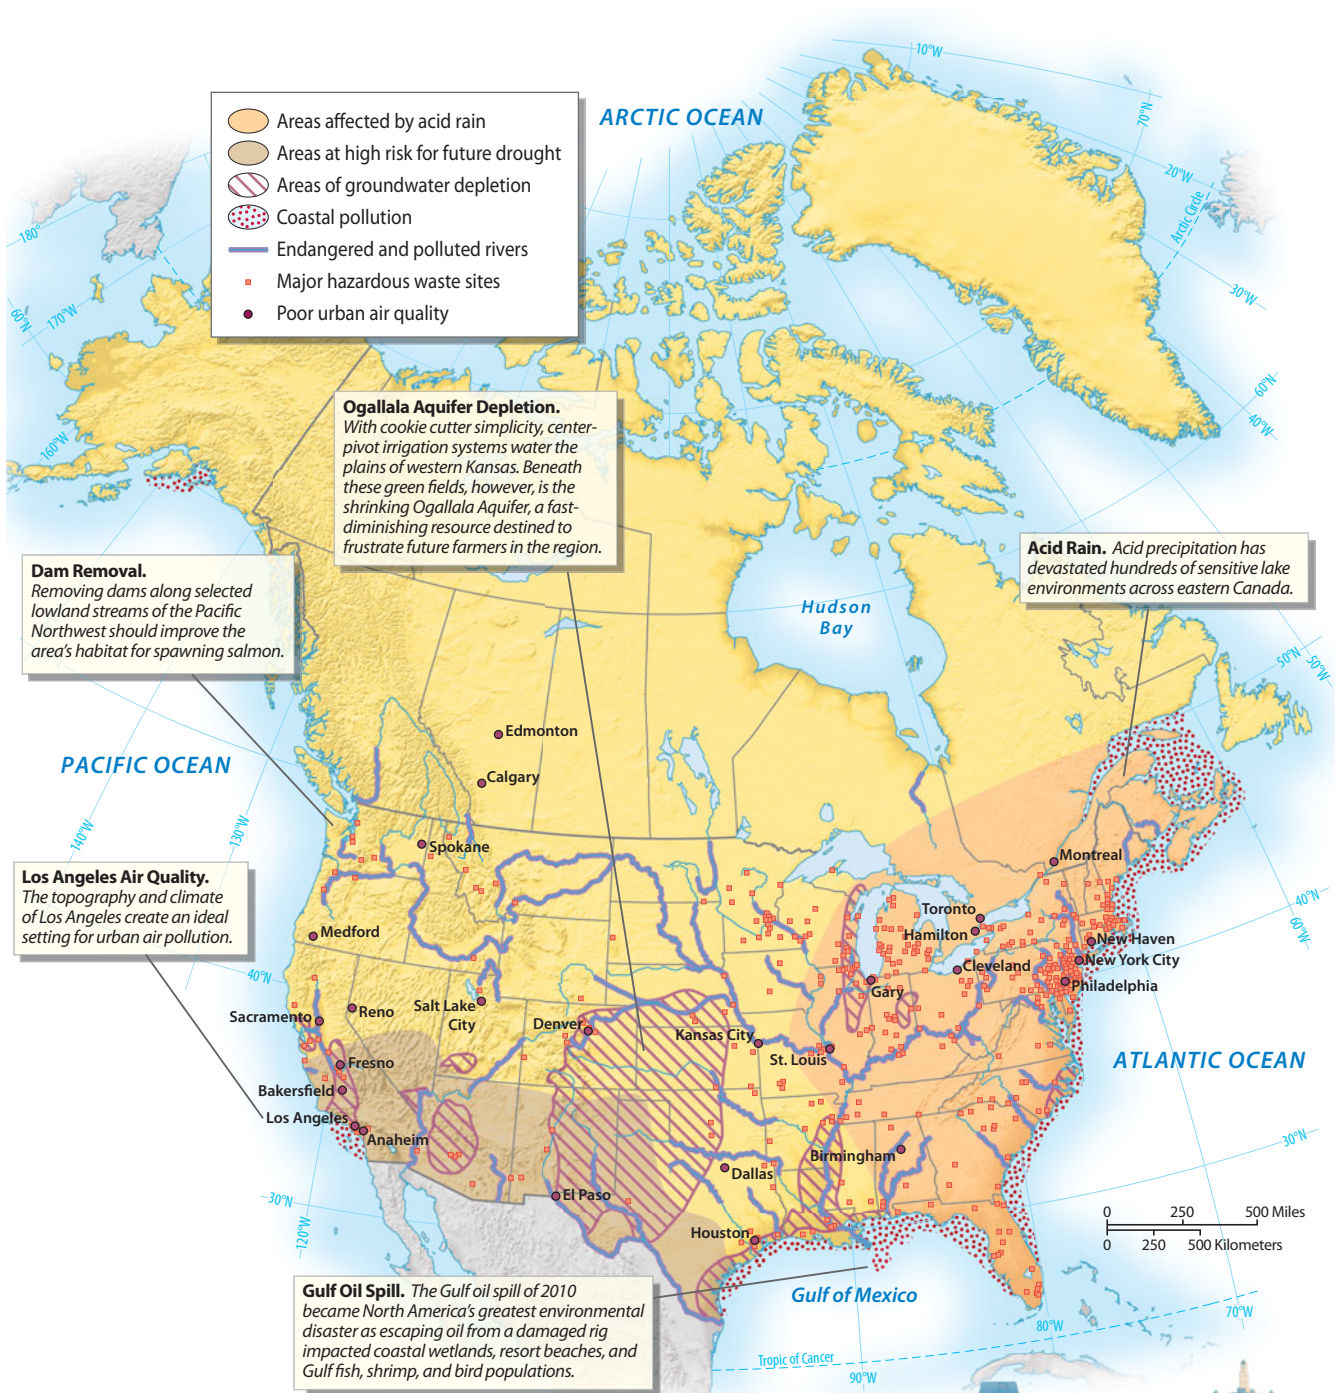 10°W
70°N
20°W
Arctic Circle
30°W
60°N
40°W
ARCTIC OCEAN
Areas affected by acid rain
Areas at high risk for future drought
Areas of groundwater depletion
Coastal pollution
Endangered and polluted rivers
Major hazardous waste sites
Poor urban air quality
180°
60°N
170°W
160°W
Ogallala Aquifer Depletion.
With cookie cutter simplicity, center-
pivot irrigation systems water the
plains of western Kansas. Beneath
these green fields, however, is the
shrinking Ogallala Aquifer, a fast-
diminishing resource destined to
frustrate future farmers in the region.
Acid Rain. Acid precipitation has
devastated hundreds of sensitive lake
environments across eastern Canada.
Dam Removal.
Removing dams along selected
lowland streams of the Pacific
Northwest should improve the
area's habitat for spawning salmon.
Hudson
Bay
50°N
50°W
Edmonton
Calgary
PACIFIC OCEAN
140°W
130°W
Spokane
Montreal
Los Angeles Air Quality.
The topography and climate
of Los Angeles create an ideal
setting for urban air pollution.
40°N
60°W
Toronto
Hamilton
Medford
New Haven
New York City
Cleveland
Philadelphia
Gary
40°N
Salt Lake
City
Reno
Sacramento
Denver
Kansas City
St. Louis
ATLANTIC OCEAN
Fresno
Bakersfield
Los Angeles
Anaheim
30°N
Birmingham
Dallas
El Paso
30°N
120°W
Houston
0 250 500 Miles
0 250 500 Kilometers
Gulf Oil Spill. The Gulf oil spill of 2010
became North America's greatest environmental
disaster as escaping oil from a damaged rig
impacted coastal wetlands, resort beaches, and
Gulf fish, shrimp, and bird populations.
Gulf of Mexico
70°W
80°W
Tropic of Cancer
90°W